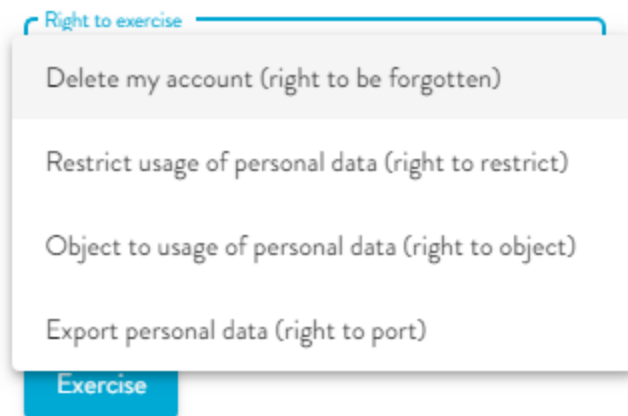 Right to exercise
Delete my account (right to be forgotten)
Restrict usage of personal data (right to restrict)
Object to usage of personal data (right to object)
Export personal data (right to port)
Exercise